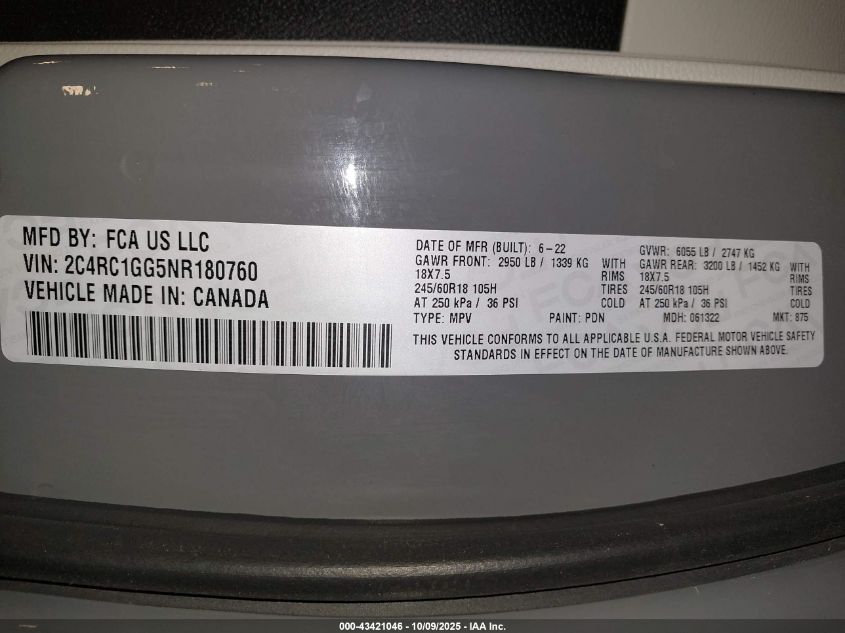 MFD BY: FCA US LLC
VIN: 2C4RC1GG5NR180760
VEHICLE MADE IN: CANADA
DATE OF MFR (BUILT): 6-22
GAWR FRONT: 2950 LB / 1339 KG WITH
18X7.5 RIMS
245/60R18 105H TIRES
AT 250 kPa / 36 PSI COLD
TYPE: MPV PAINT: PDN
GVWR: 6055 LB / 2747 KG
GAWR REAR: 3200 LB / 1452 KG WITH
18X7.5 RIMS
245/60R18 105H TIRES
AT 250 kPa / 36 PSI COLD
MDH: 061322 MKT: 875
THIS VEHICLE CONFORMS TO ALL APPLICABLE U.S.A. FEDERAL MOTOR VEHICLE SAFETY
STANDARDS IN EFFECT ON THE DATE OF MANUFACTURE SHOWN ABOVE.
000-43421046 - 10/09/2025 - IAA Inc.